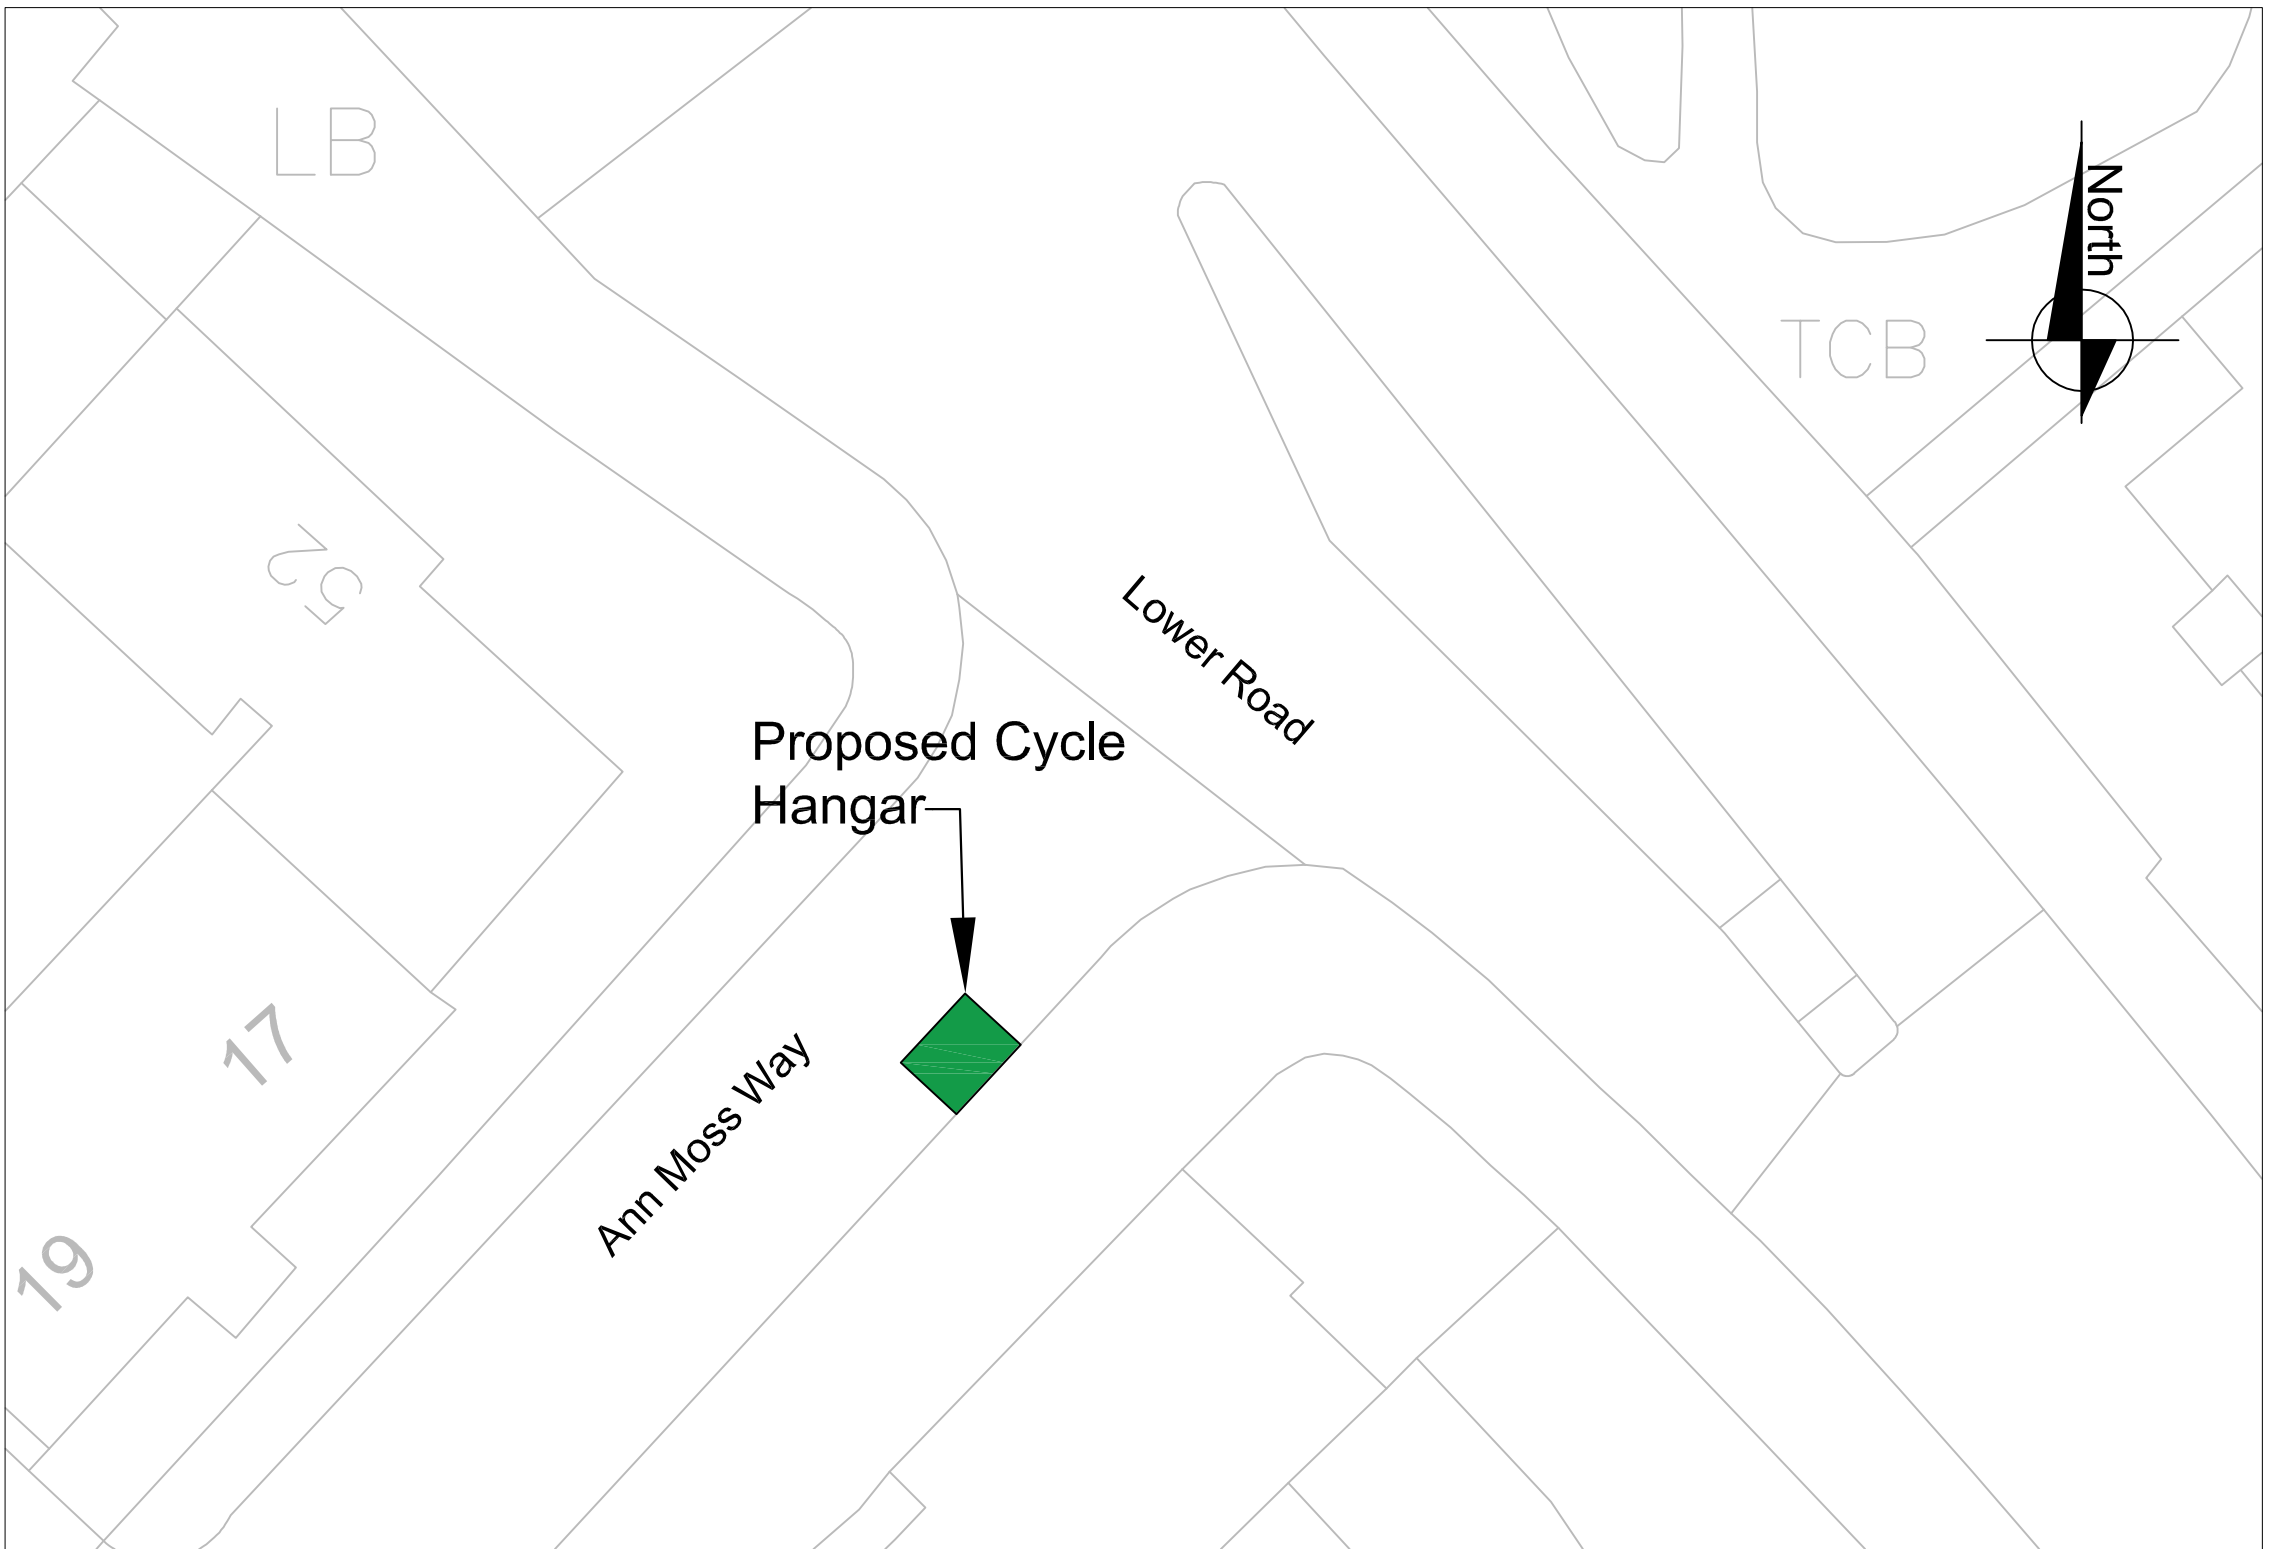 LB
North
TCB
52
Lower Road
Proposed Cycle
Hangar
17
Ann Moss Way
19